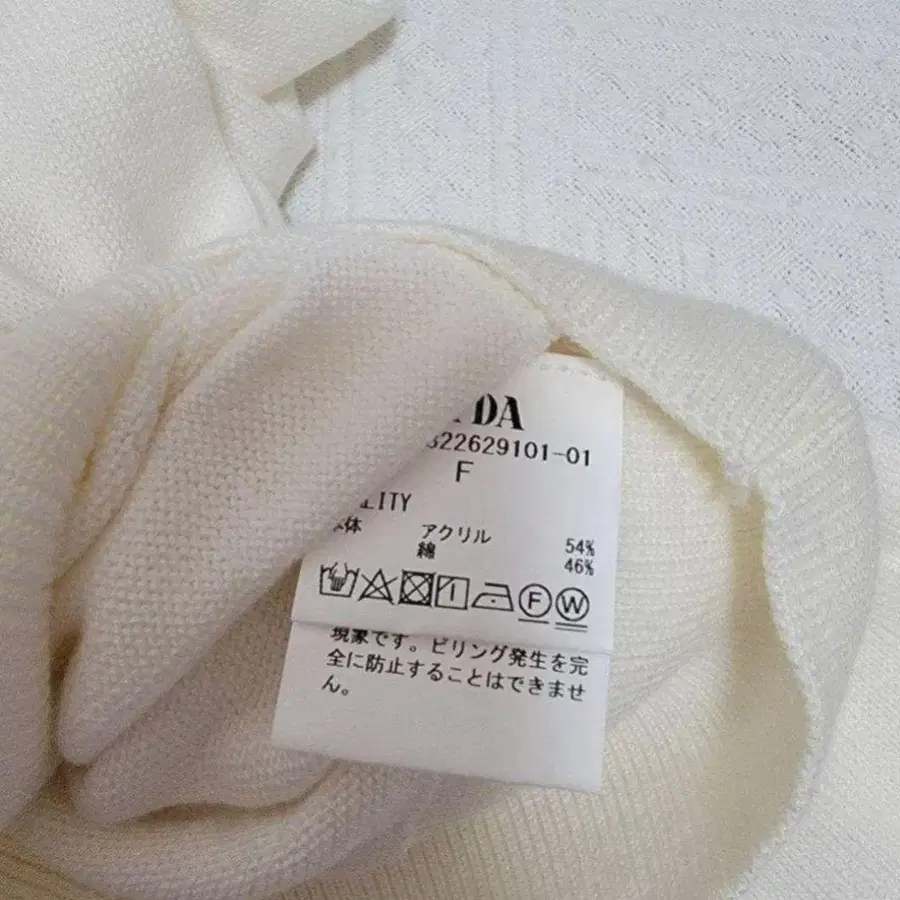 DA
322629101-01
F
LITY
体 アクリル 54%
綿 46%
F W
現象です。ピリング発生を完
全に防止することはできませ
ん。